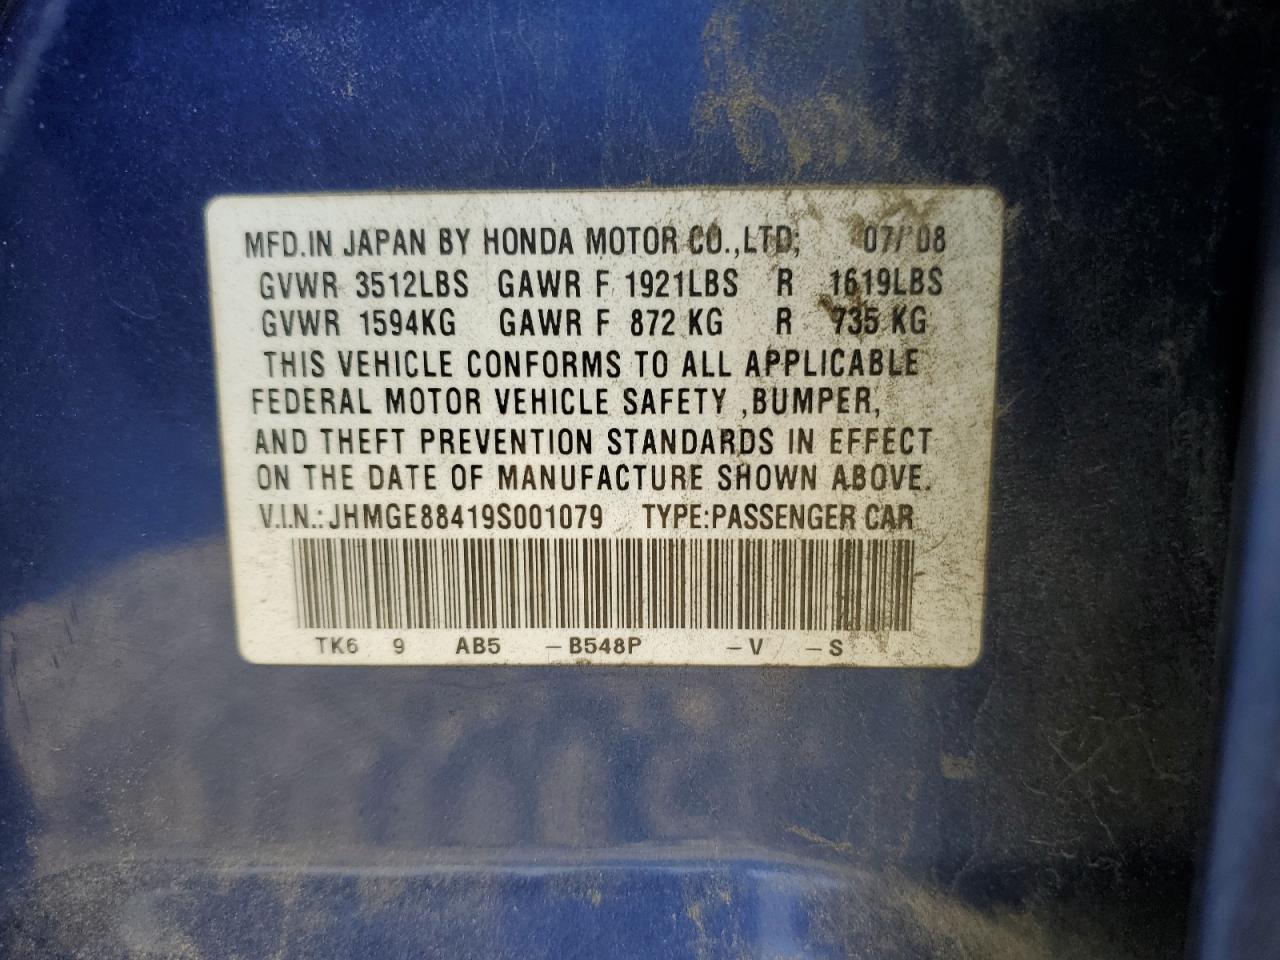 MFD.IN JAPAN BY HONDA MOTOR CO.,LTD; 07/'08
GVWR 3512LBS GAWR F 1921LBS R 1619LBS
GVWR 1594KG GAWR F 872 KG R 735 KG
THIS VEHICLE CONFORMS TO ALL APPLICABLE
FEDERAL MOTOR VEHICLE SAFETY ,BUMPER,
AND THEFT PREVENTION STANDARDS IN EFFECT
ON THE DATE OF MANUFACTURE SHOWN ABOVE.
V.I.N.:JHMGE88419S001079 TYPE:PASSENGER CAR
TK6 9 AB5 -B548P -V -S